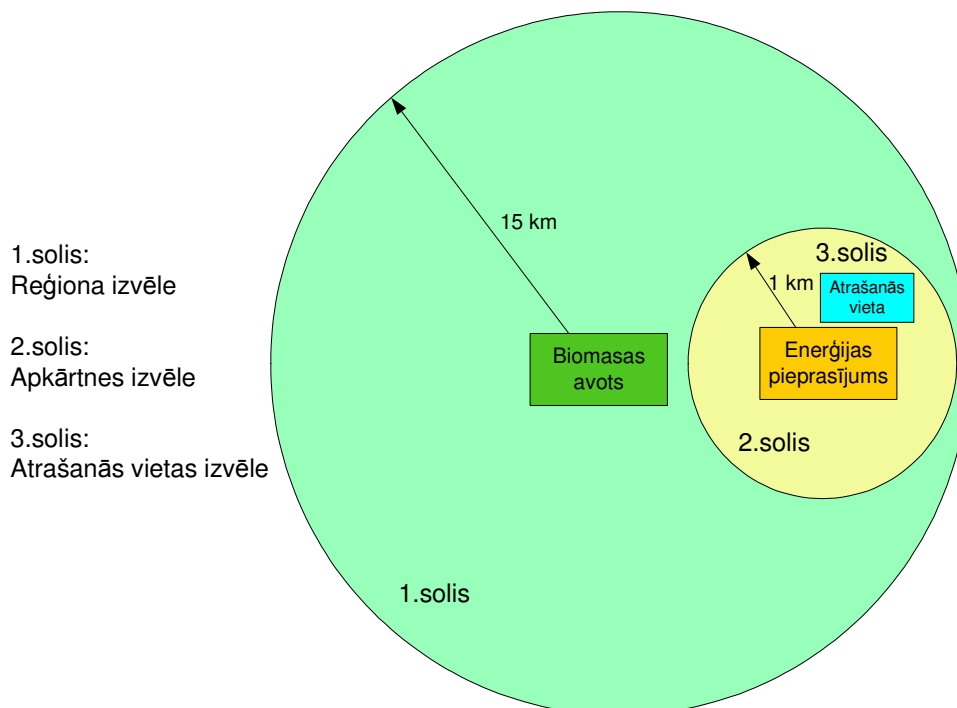 1.solis:
Reģiona izvēle
2.solis:
Apkārtnes izvēle
3.solis:
Atrašanās vietas izvēle
15 km
Biomasas
avots
1.solis
3.solis
1 km
Atrašanās
vieta
Enerģijas
pieprasījums
2.solis